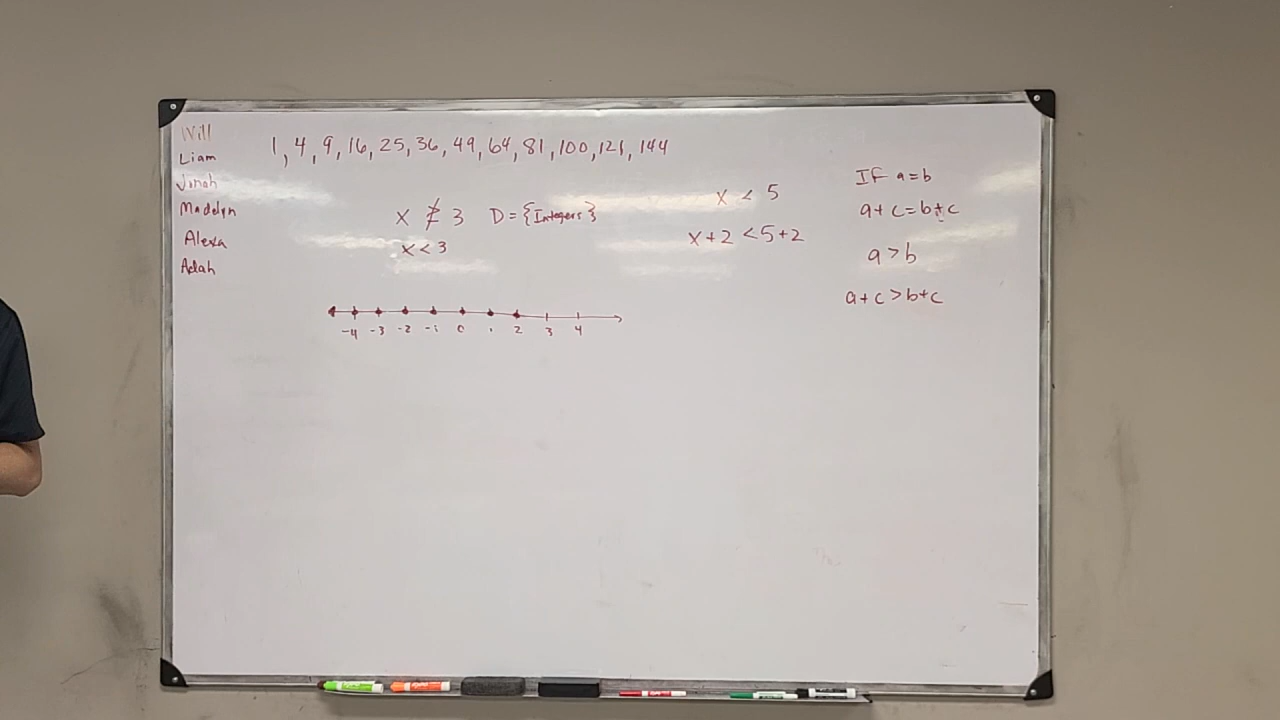 Will
Liam
Jonah
Madelyn
Alexa
Adah
1, 4, 9, 16, 25, 36, 49, 64, 81, 100, 121, 144
x ≱ 3 D = {Integers}
x < 3
-4 -3 -2 -1 0 1 2 3 4
x < 5
x + 2 < 5 + 2
If a = b
a + c = b + c
a > b
a + c > b + c